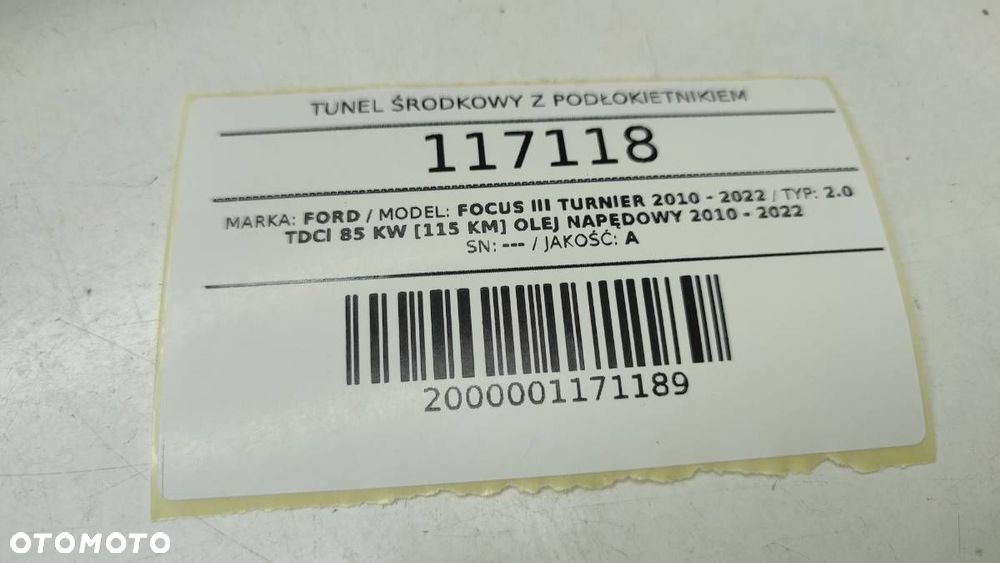 TUNEL ŚRODKOWY Z PODŁOKIETNIKIEM
117118
MARKA: FORD / MODEL: FOCUS III TURNIER 2010 - 2022 / TYP: 2.0
TDCI 85 KW [115 KM] OLEJ NAPĘDOWY 2010 - 2022
SN: --- / JAKOŚĆ: A
2000001171189
OTOMOTO